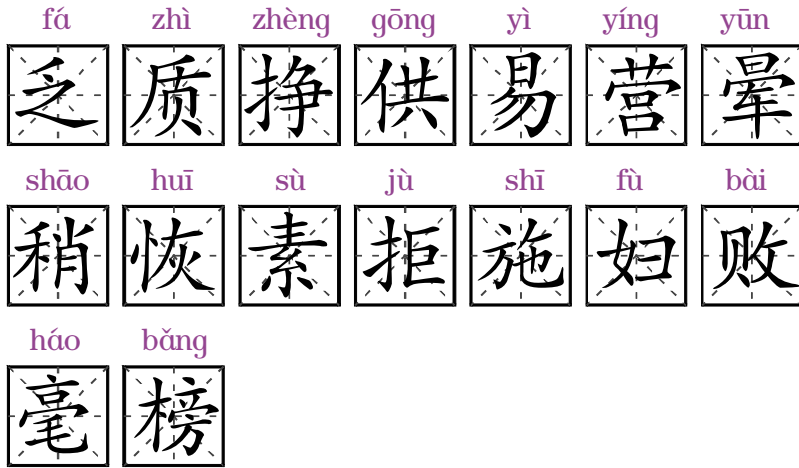 fá zhì zhèng gōng yì yíng yūn
乏 质 挣 供 易 营 晕
shāo huī sù jù shī fù bài
稍 恢 素 拒 施 妇 败
háo bǎng
毫 榜